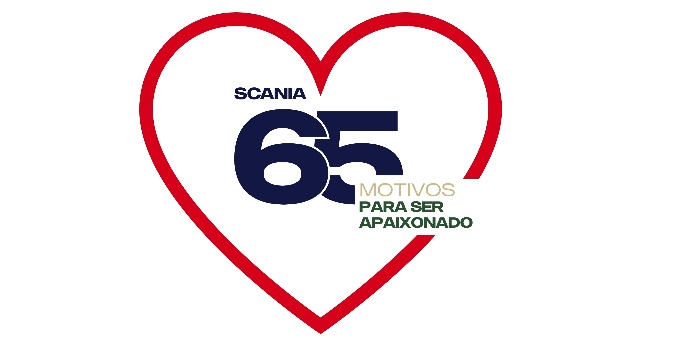 SCANIA
65
MOTIVOS
PARA SER
APAIXONADO